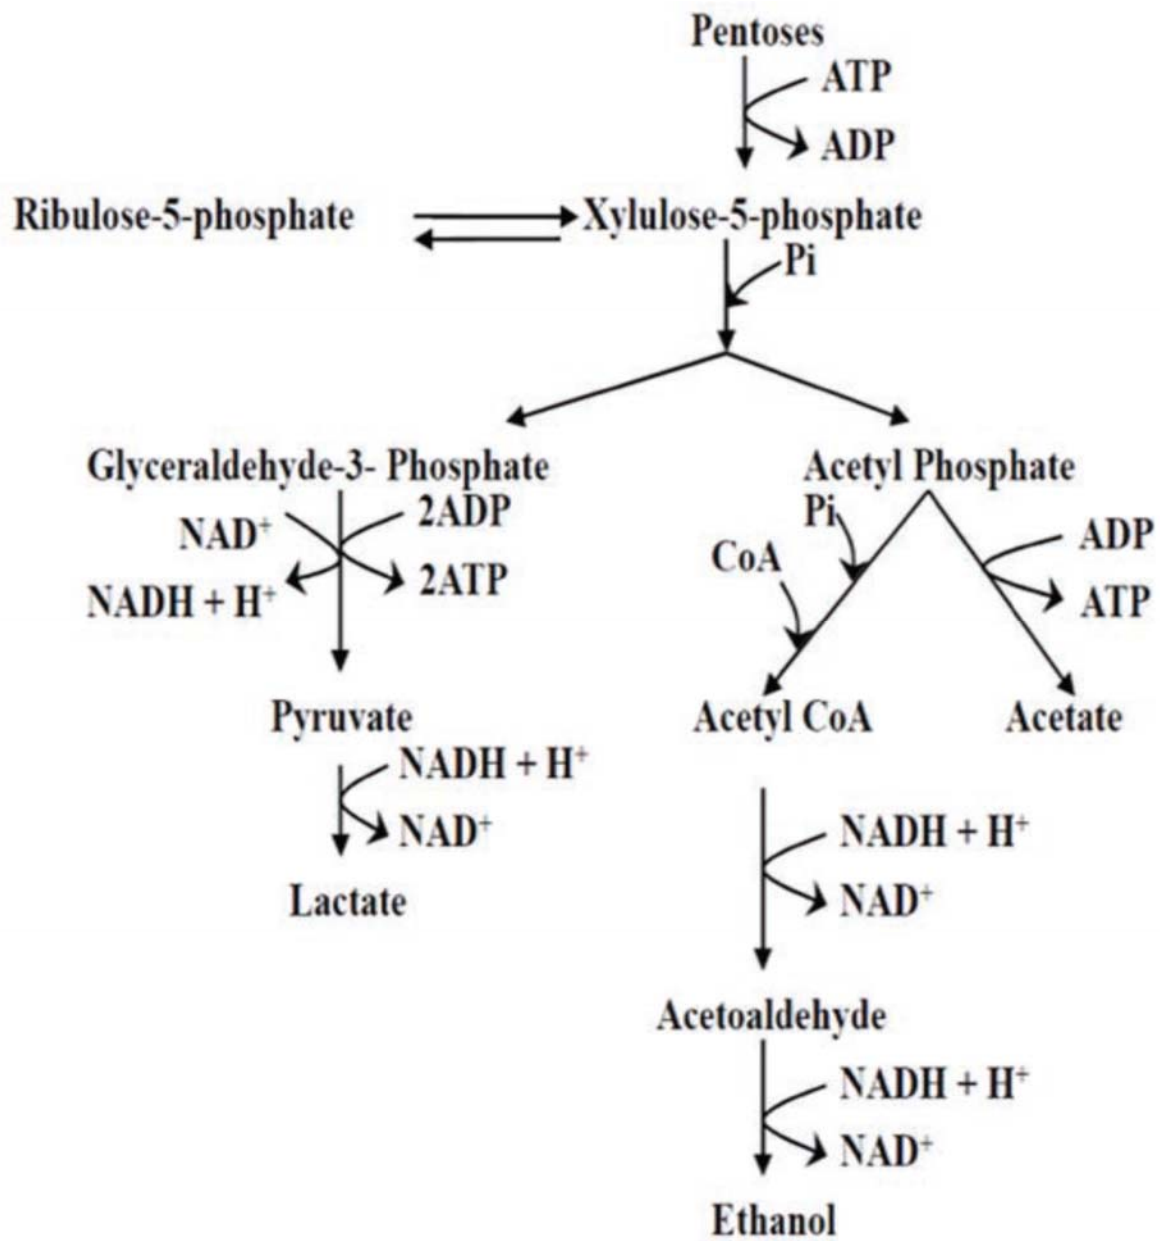 Pentoses
ATP
ADP
Ribulose-5-phosphate
Xylulose-5-phosphate
Pi
Glyceraldehyde-3- Phosphate
Acetyl Phosphate
NAD⁺
2ADP
NADH + H⁺
2ATP
Pi
CoA
ADP
ATP
Pyruvate
Acetyl CoA
Acetate
NADH + H⁺
NAD⁺
Lactate
NADH + H⁺
NAD⁺
Acetoaldehyde
NADH + H⁺
NAD⁺
Ethanol